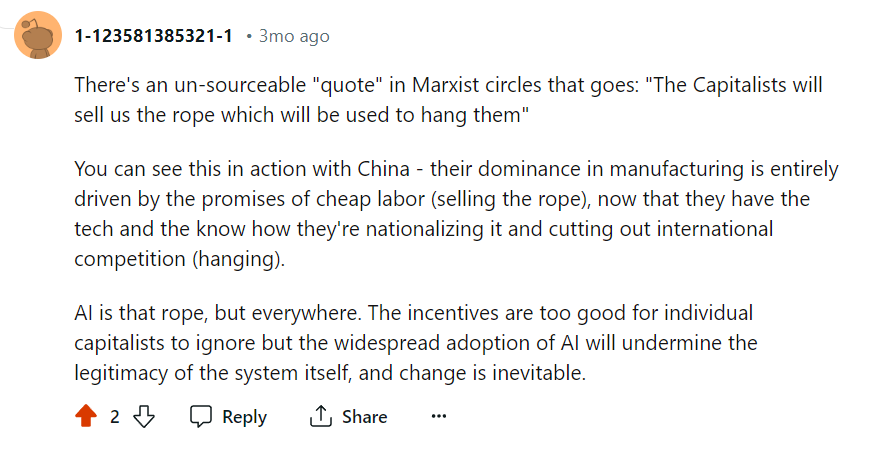 1-123581385321-1 • 3mo ago
There's an un-sourceable "quote" in Marxist circles that goes: "The Capitalists will
sell us the rope which will be used to hang them"
You can see this in action with China - their dominance in manufacturing is entirely
driven by the promises of cheap labor (selling the rope), now that they have the
tech and the know how they're nationalizing it and cutting out international
competition (hanging).
AI is that rope, but everywhere. The incentives are too good for individual
capitalists to ignore but the widespread adoption of AI will undermine the
legitimacy of the system itself, and change is inevitable.
2 Reply Share ...